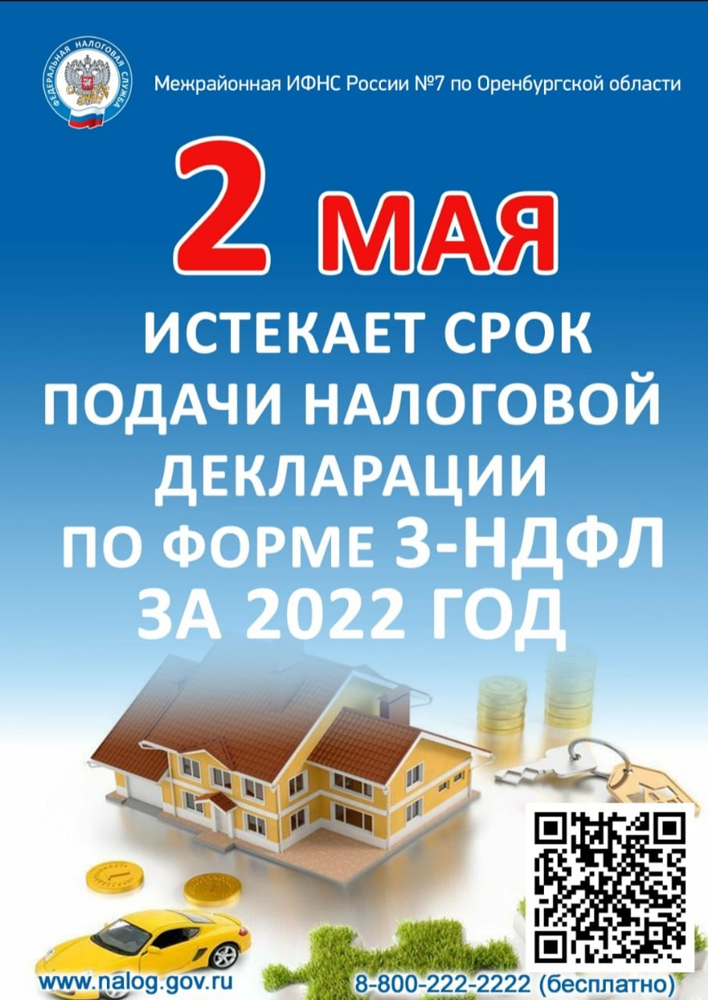 ФЕДЕРАЛЬНАЯ НАЛОГОВАЯ СЛУЖБА
Межрайонная ИФНС России №7 по Оренбургской области
2 МАЯ
ИСТЕКАЕТ СРОК
ПОДАЧИ НАЛОГОВОЙ
ДЕКЛАРАЦИИ
ПО ФОРМЕ 3-НДФЛ
ЗА 2022 ГОД
www.nalog.gov.ru
8-800-222-2222 (бесплатно)